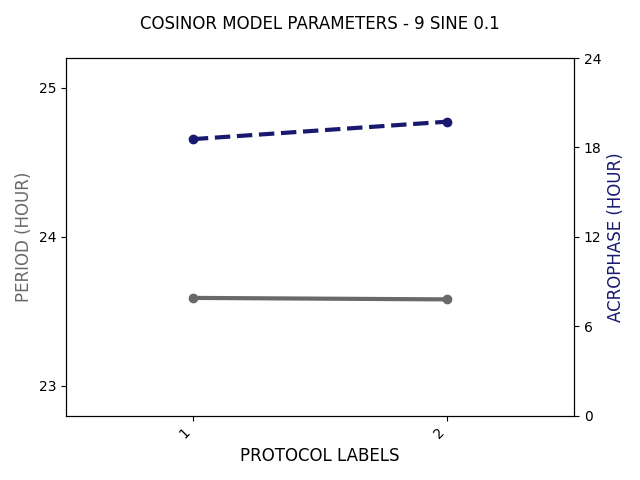 COSINOR MODEL PARAMETERS - 9 SINE 0.1
25
24
23
PERIOD (HOUR)
24
18
12
6
0
ACROPHASE (HOUR)
1
2
PROTOCOL LABELS